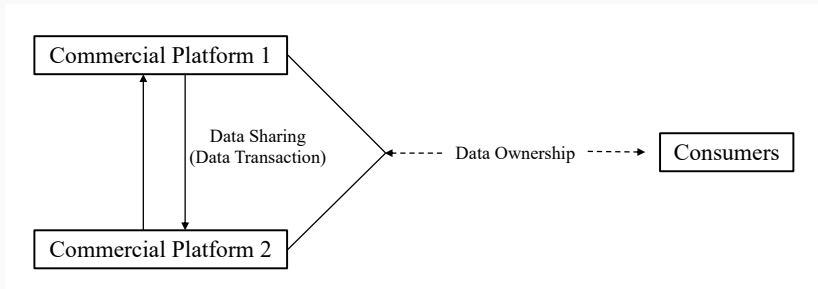 Commercial Platform 1
Data Sharing
(Data Transaction)
Data Ownership
Consumers
Commercial Platform 2